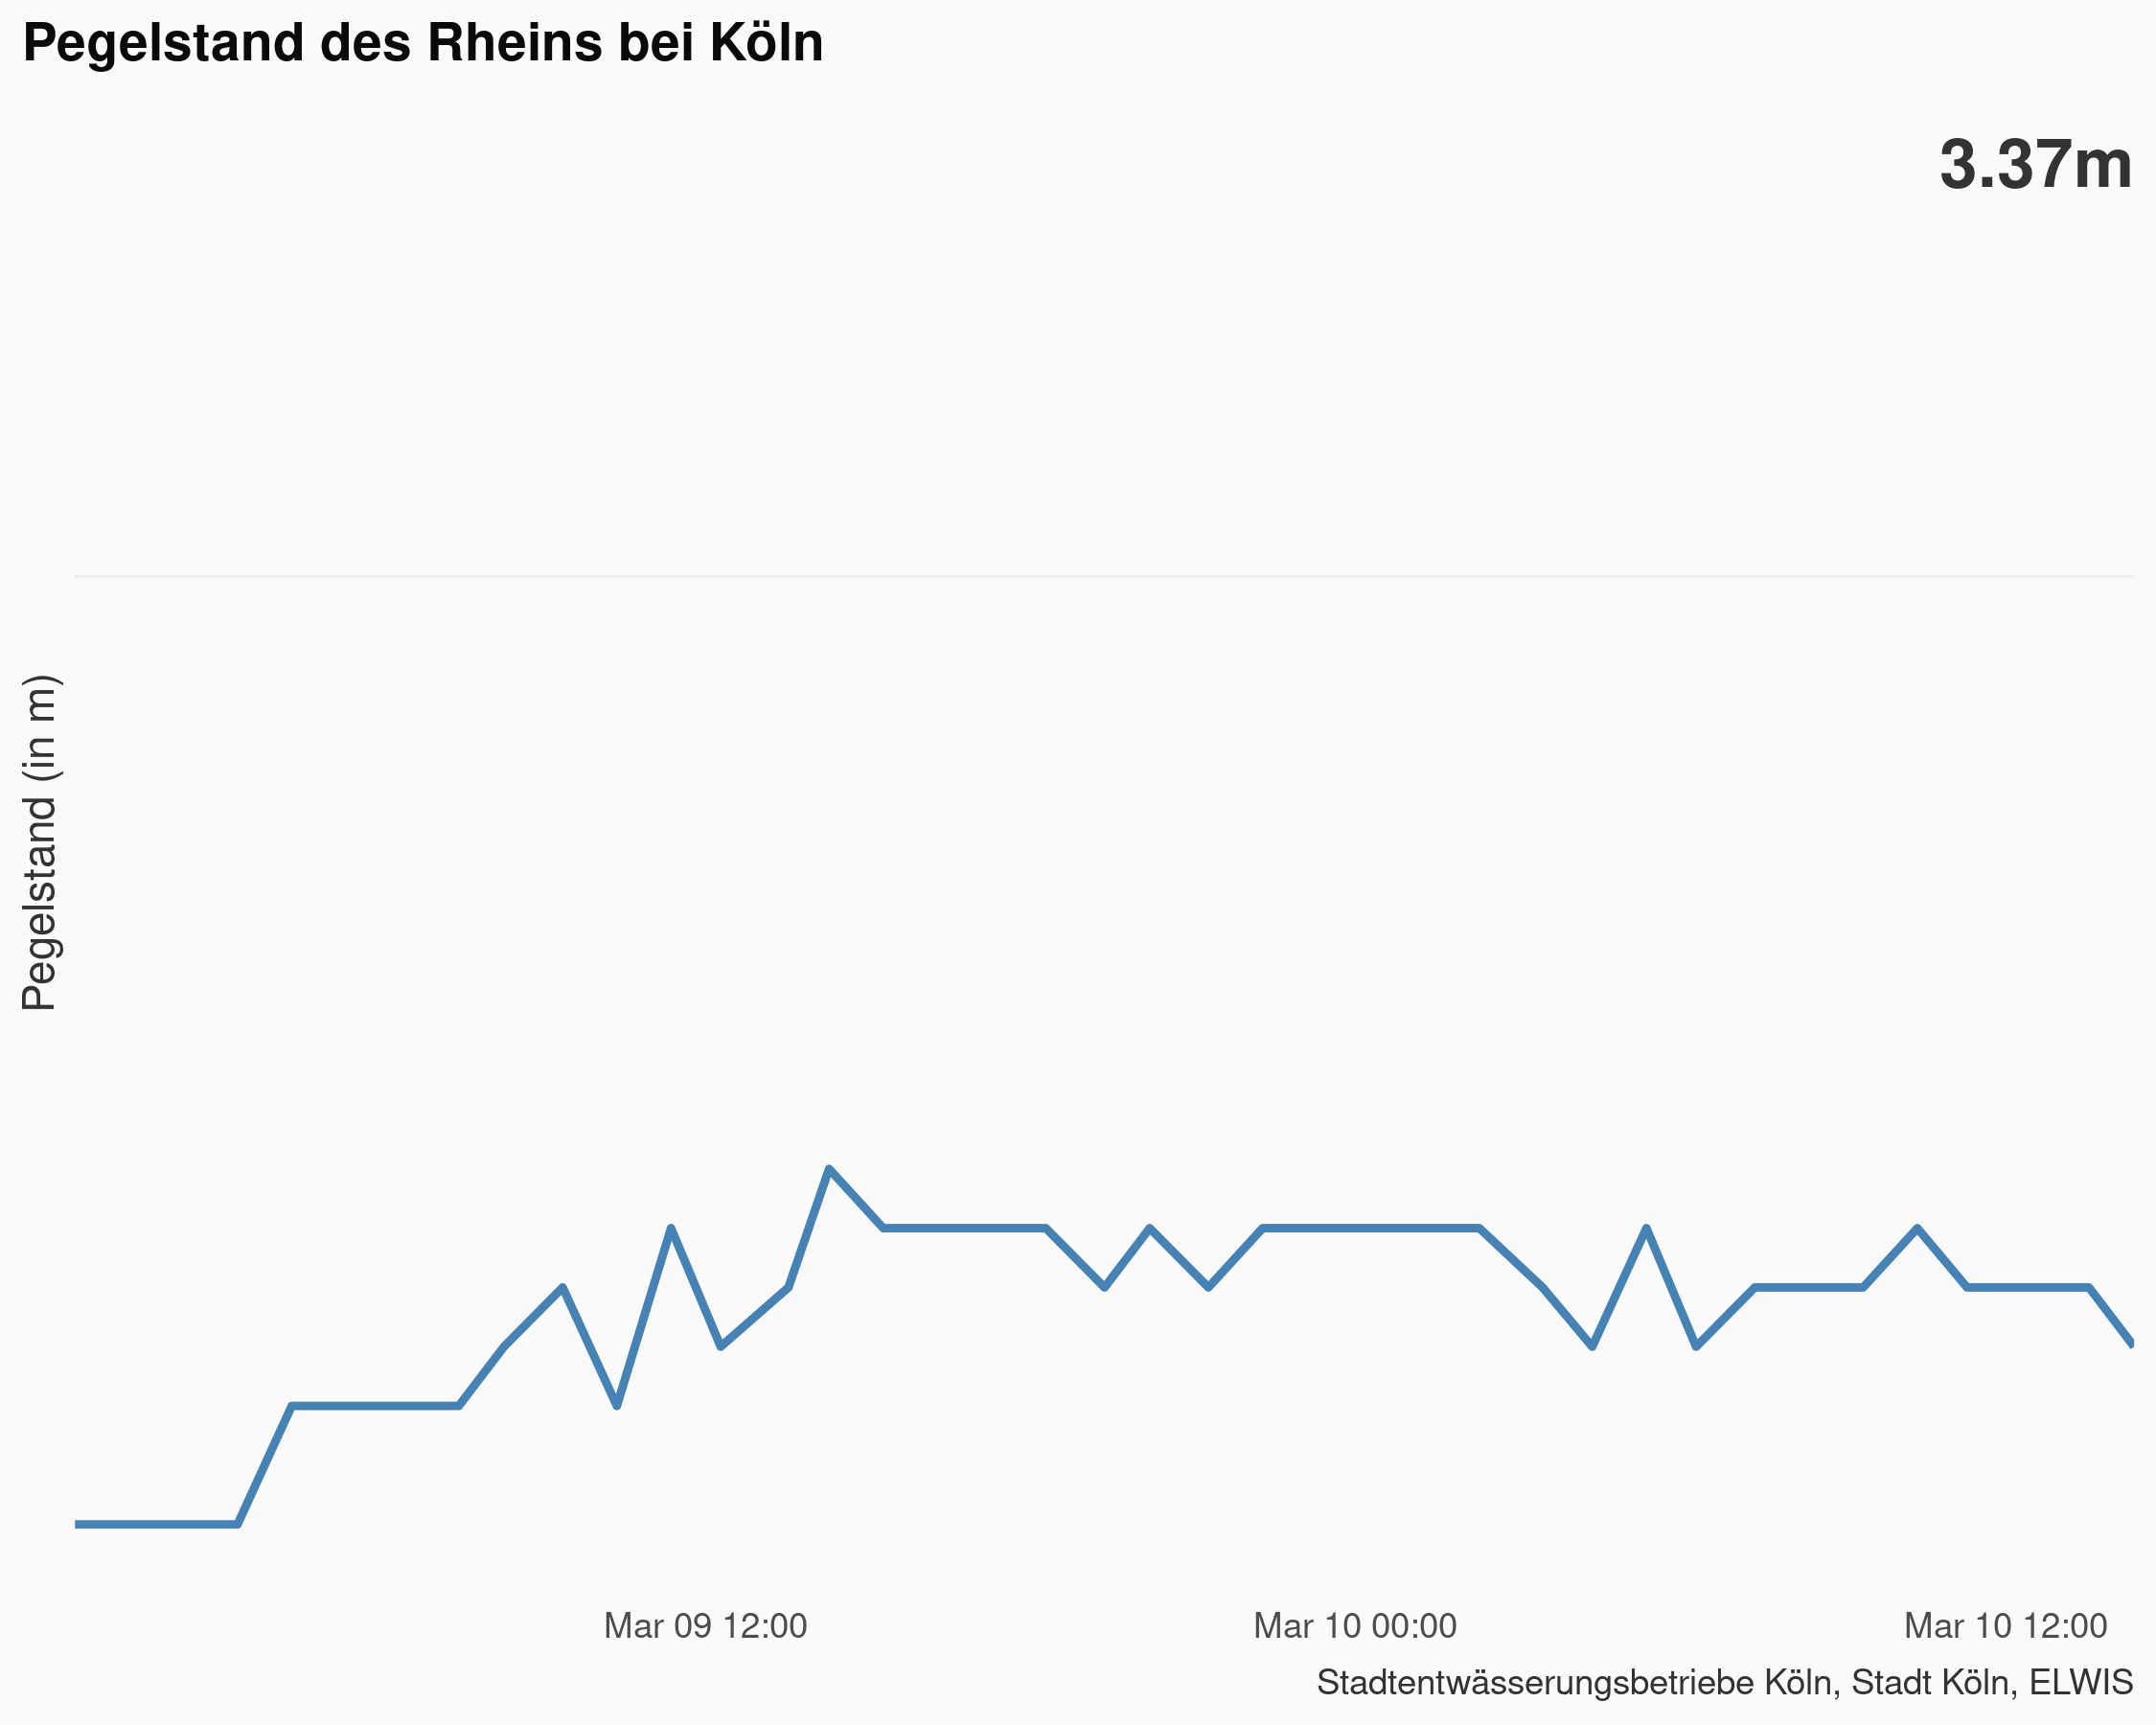 Pegelstand des Rheins bei Köln
3.37m
Pegelstand (in m)
Mar 09 12:00
Mar 10 00:00
Mar 10 12:00
Stadtentwässerungsbetriebe Köln, Stadt Köln, ELWIS